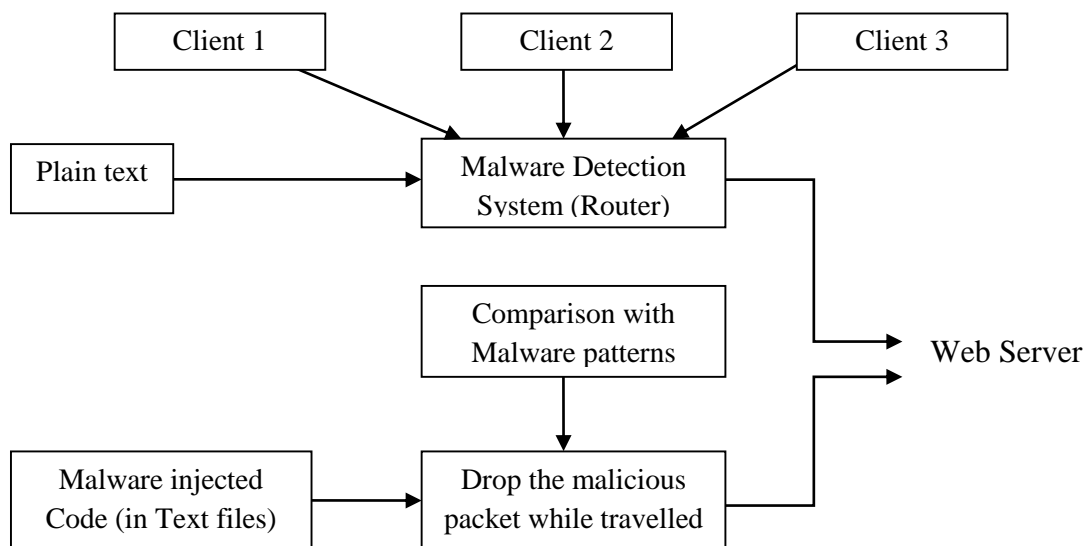 Client 1
Client 2
Client 3
Plain text
Malware Detection
System (Router)
Comparison with
Malware patterns
Web Server
Malware injected
Code (in Text files)
Drop the malicious
packet while travelled